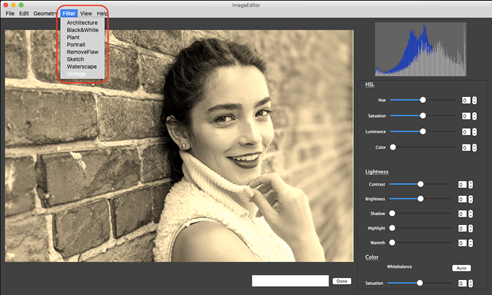 ImageEditor
File Edit Geometry Filter View Help
Architecture
Black&White
Plant
Portrait
RemoveFlaw
Sketch
Waterscape
Vintage
HSL
Hue 0
Satuation 0
Luminance 0
Color 0
Lightness
Contrast 0
Brightness 0
Shadow 0
Highlight 0
Warmth 0
Color
Whitebalance Auto
Satuation 0
Done